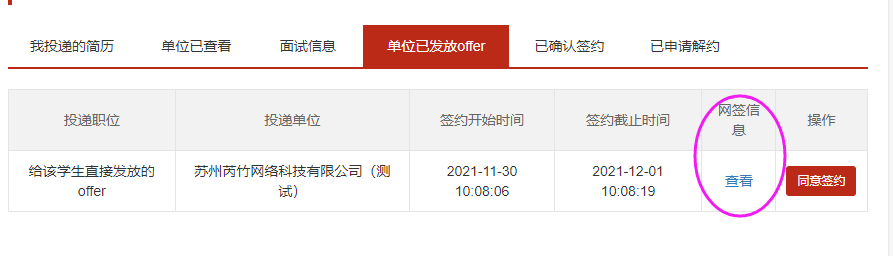 我投递的简历 单位已查看 面试信息 单位已发放offer 已确认签约 已申请解约
投递职位 投递单位 签约开始时间 签约截止时间 网签信息 操作
给该学生直接发放的offer 苏州芮竹网络科技有限公司（测试） 2021-11-30 10:08:06 2021-12-01 10:08:19 查看 同意签约